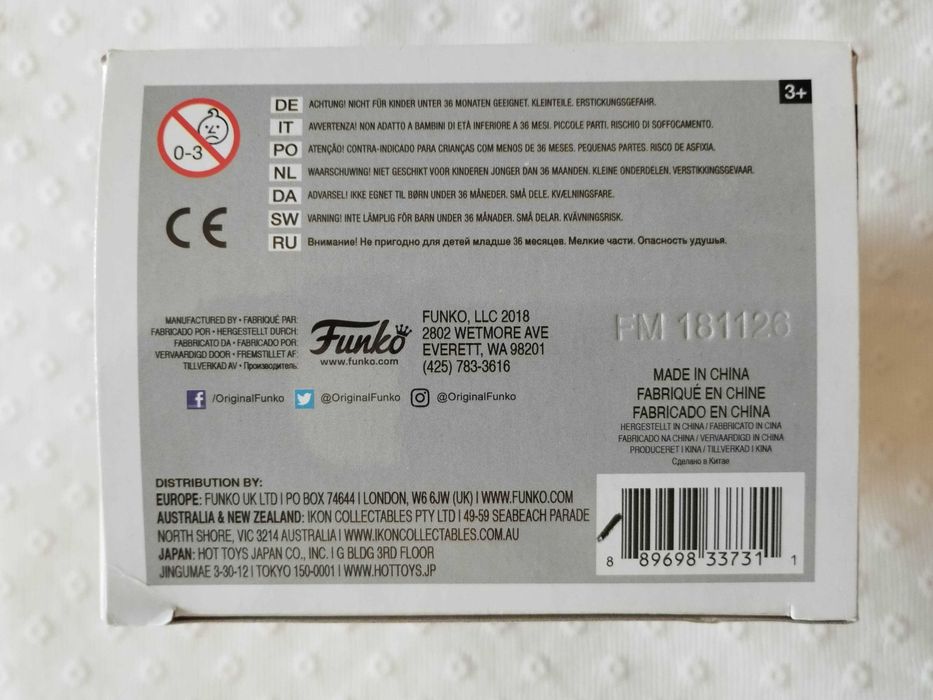 3+
0-3
DE ACHTUNG! NICHT FÜR KINDER UNTER 36 MONATEN GEEIGNET. KLEINTEILE. ERSTICKUNGSGEFAHR.
IT AVVERTENZA! NON ADATTO A BAMBINI DI ETÀ INFERIORE A 36 MESI. PICCOLE PARTI. RISCHIO DI SOFFOCAMENTO.
PO ATENÇÃO! CONTRA-INDICADO PARA CRIANÇAS COM MENOS DE 36 MESES. PEQUENAS PARTES. RISCO DE ASFIXIA.
NL WAARSCHUWING! NIET GESCHIKT VOOR KINDEREN JONGER DAN 36 MAANDEN. KLEINE ONDERDELEN. VERSTIKKINGSGEVAAR.
DA ADVARSEL! IKKE EGNET TIL BØRN UNDER 36 MÅNEDER. SMÅ DELE. KVÆLNINGSFARE.
SW VARNING! INTE LÄMPLIG FÖR BARN UNDER 36 MÅNADER. SMÅ DELAR. KVÄVNINGSRISK.
RU Внимание! Не пригодно для детей младше 36 месяцев. Мелкие части. Опасность удушья.
CE
MANUFACTURED BY • FABRIQUÉ PAR:
FABRICADO POR • HERGESTELLT DURCH:
FABBRICATO DA • FABRICADO POR:
VERVAARDIGD DOOR • FREMSTILLET AF:
TILLVERKAD AV • Производитель:
Funko
www.funko.com
FUNKO, LLC 2018
2802 WETMORE AVE
EVERETT, WA 98201
(425) 783-3616
FM 181126
/OriginalFunko @OriginalFunko @OriginalFunko
MADE IN CHINA
FABRIQUÉ EN CHINE
FABRICADO EN CHINA
HERGESTELLT IN CHINA / FABBRICATO IN CINA
FABRICADO NA CHINA / VERVAARDIGD IN CHINA
PRODUCERET I KINA / TILLVERKAD I KINA
Сделано в Китае
DISTRIBUTION BY:
EUROPE: FUNKO UK LTD | PO BOX 74644 | LONDON, W6 6JW (UK) | WWW.FUNKO.COM
AUSTRALIA & NEW ZEALAND: IKON COLLECTABLES PTY LTD | 49-59 SEABEACH PARADE
NORTH SHORE, VIC 3214 AUSTRALIA | WWW.IKONCOLLECTABLES.COM.AU
JAPAN: HOT TOYS JAPAN CO., INC. | G BLDG 3RD FLOOR
JINGUMAE 3-30-12 | TOKYO 150-0001 | WWW.HOTTOYS.JP
8 89698 33731 1